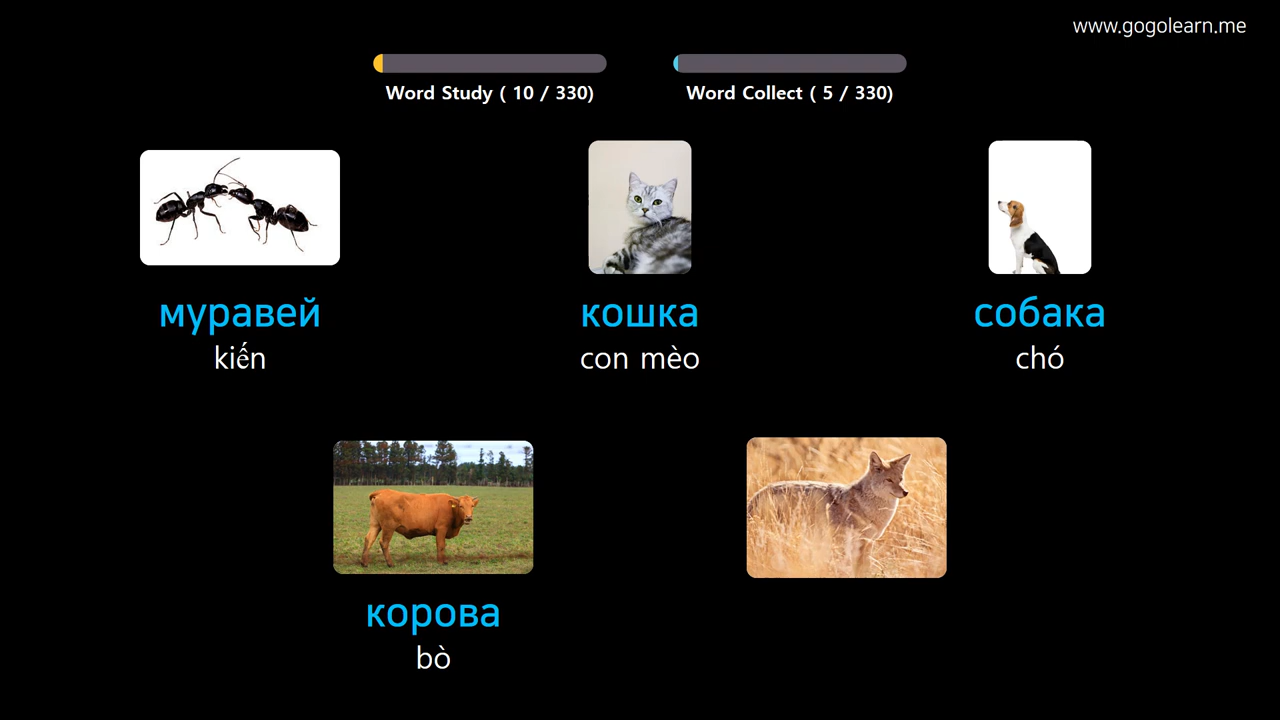 www.gogolearn.me
Word Study ( 10 / 330)
Word Collect ( 5 / 330)
муравей
kiến
кошка
con mèo
собака
chó
корова
bò